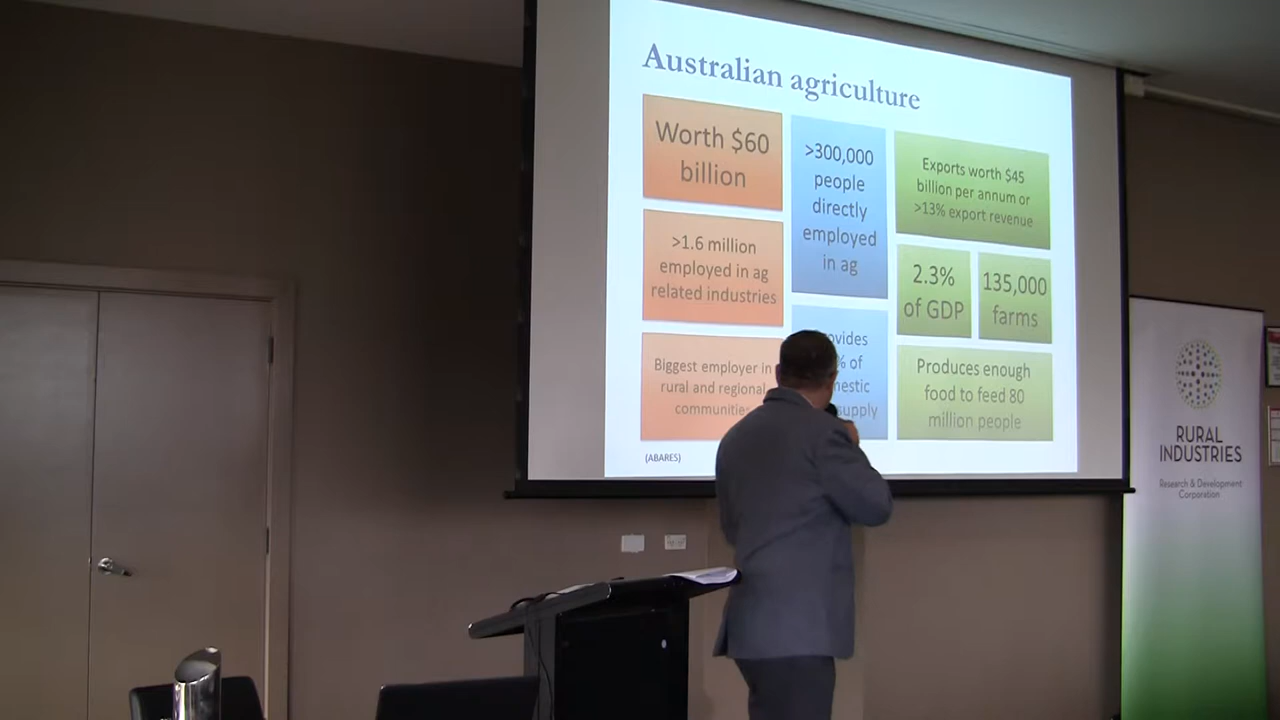 Australian agriculture
Worth $60
billion
>1.6 million
employed in ag
related industries
Biggest employer in
rural and regional
>300,000
people
directly
employed
in ag
of
supply
Exports worth $45
billion per annum or
>13% export revenue
2.3%
of GDP
135,000
farms
Produces enough
food to feed 80
million people
(ABARES)
RURAL
INDUSTRIES
Research & Development
Corporation